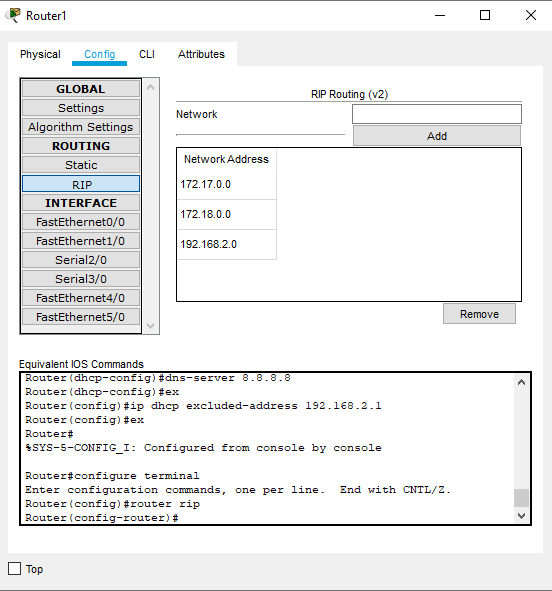 Router1
Physical Config CLI Attributes
GLOBAL
Settings
Algorithm Settings
ROUTING
Static
RIP
INTERFACE
FastEthernet0/0
FastEthernet1/0
Serial2/0
Serial3/0
FastEthernet4/0
FastEthernet5/0
RIP Routing (v2)
Network
Add
Network Address
172.17.0.0
172.18.0.0
192.168.2.0
Remove
Equivalent IOS Commands
Router(dhcp-config)#dns-server 8.8.8.8
Router(dhcp-config)#ex
Router(config)#ip dhcp excluded-address 192.168.2.1
Router(config)#ex
Router#
%SYS-5-CONFIG_I: Configured from console by console
Router#configure terminal
Enter configuration commands, one per line.  End with CNTL/Z.
Router(config)#router rip
Router(config-router)#
Top